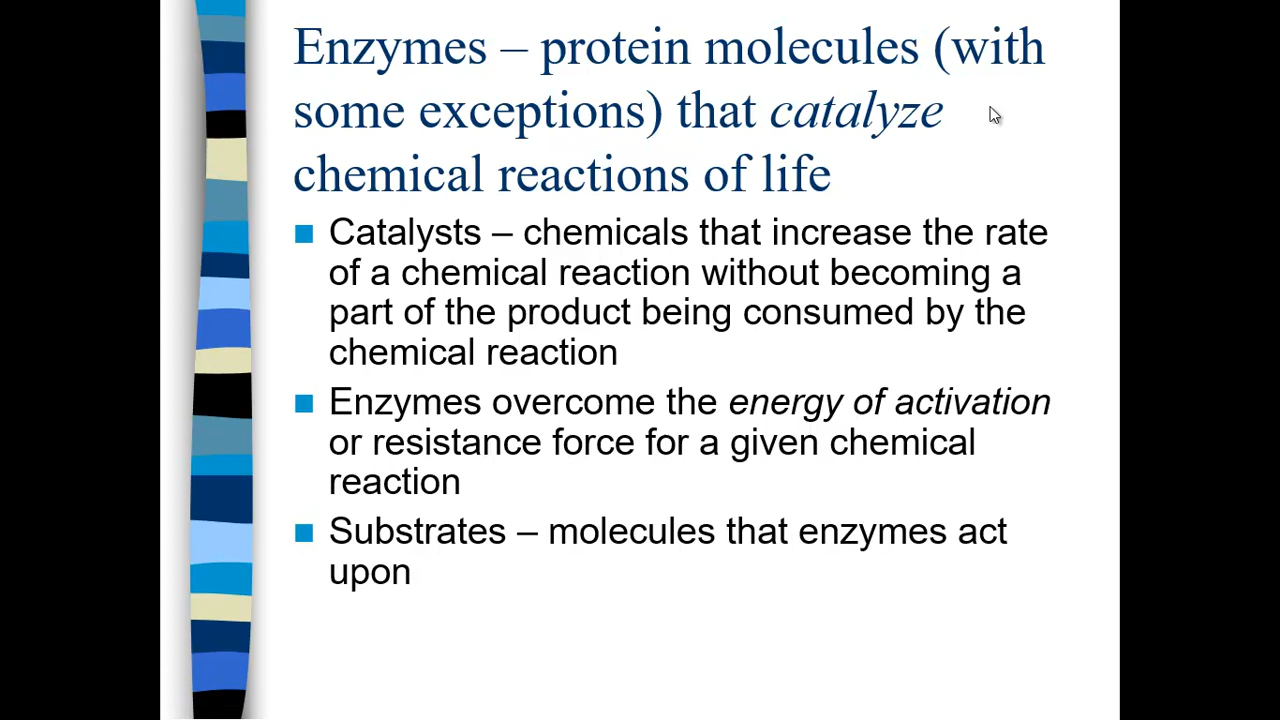 Enzymes – protein molecules (with
some exceptions) that catalyze
chemical reactions of life
Catalysts – chemicals that increase the rate
of a chemical reaction without becoming a
part of the product being consumed by the
chemical reaction
Enzymes overcome the energy of activation
or resistance force for a given chemical
reaction
Substrates – molecules that enzymes act
upon